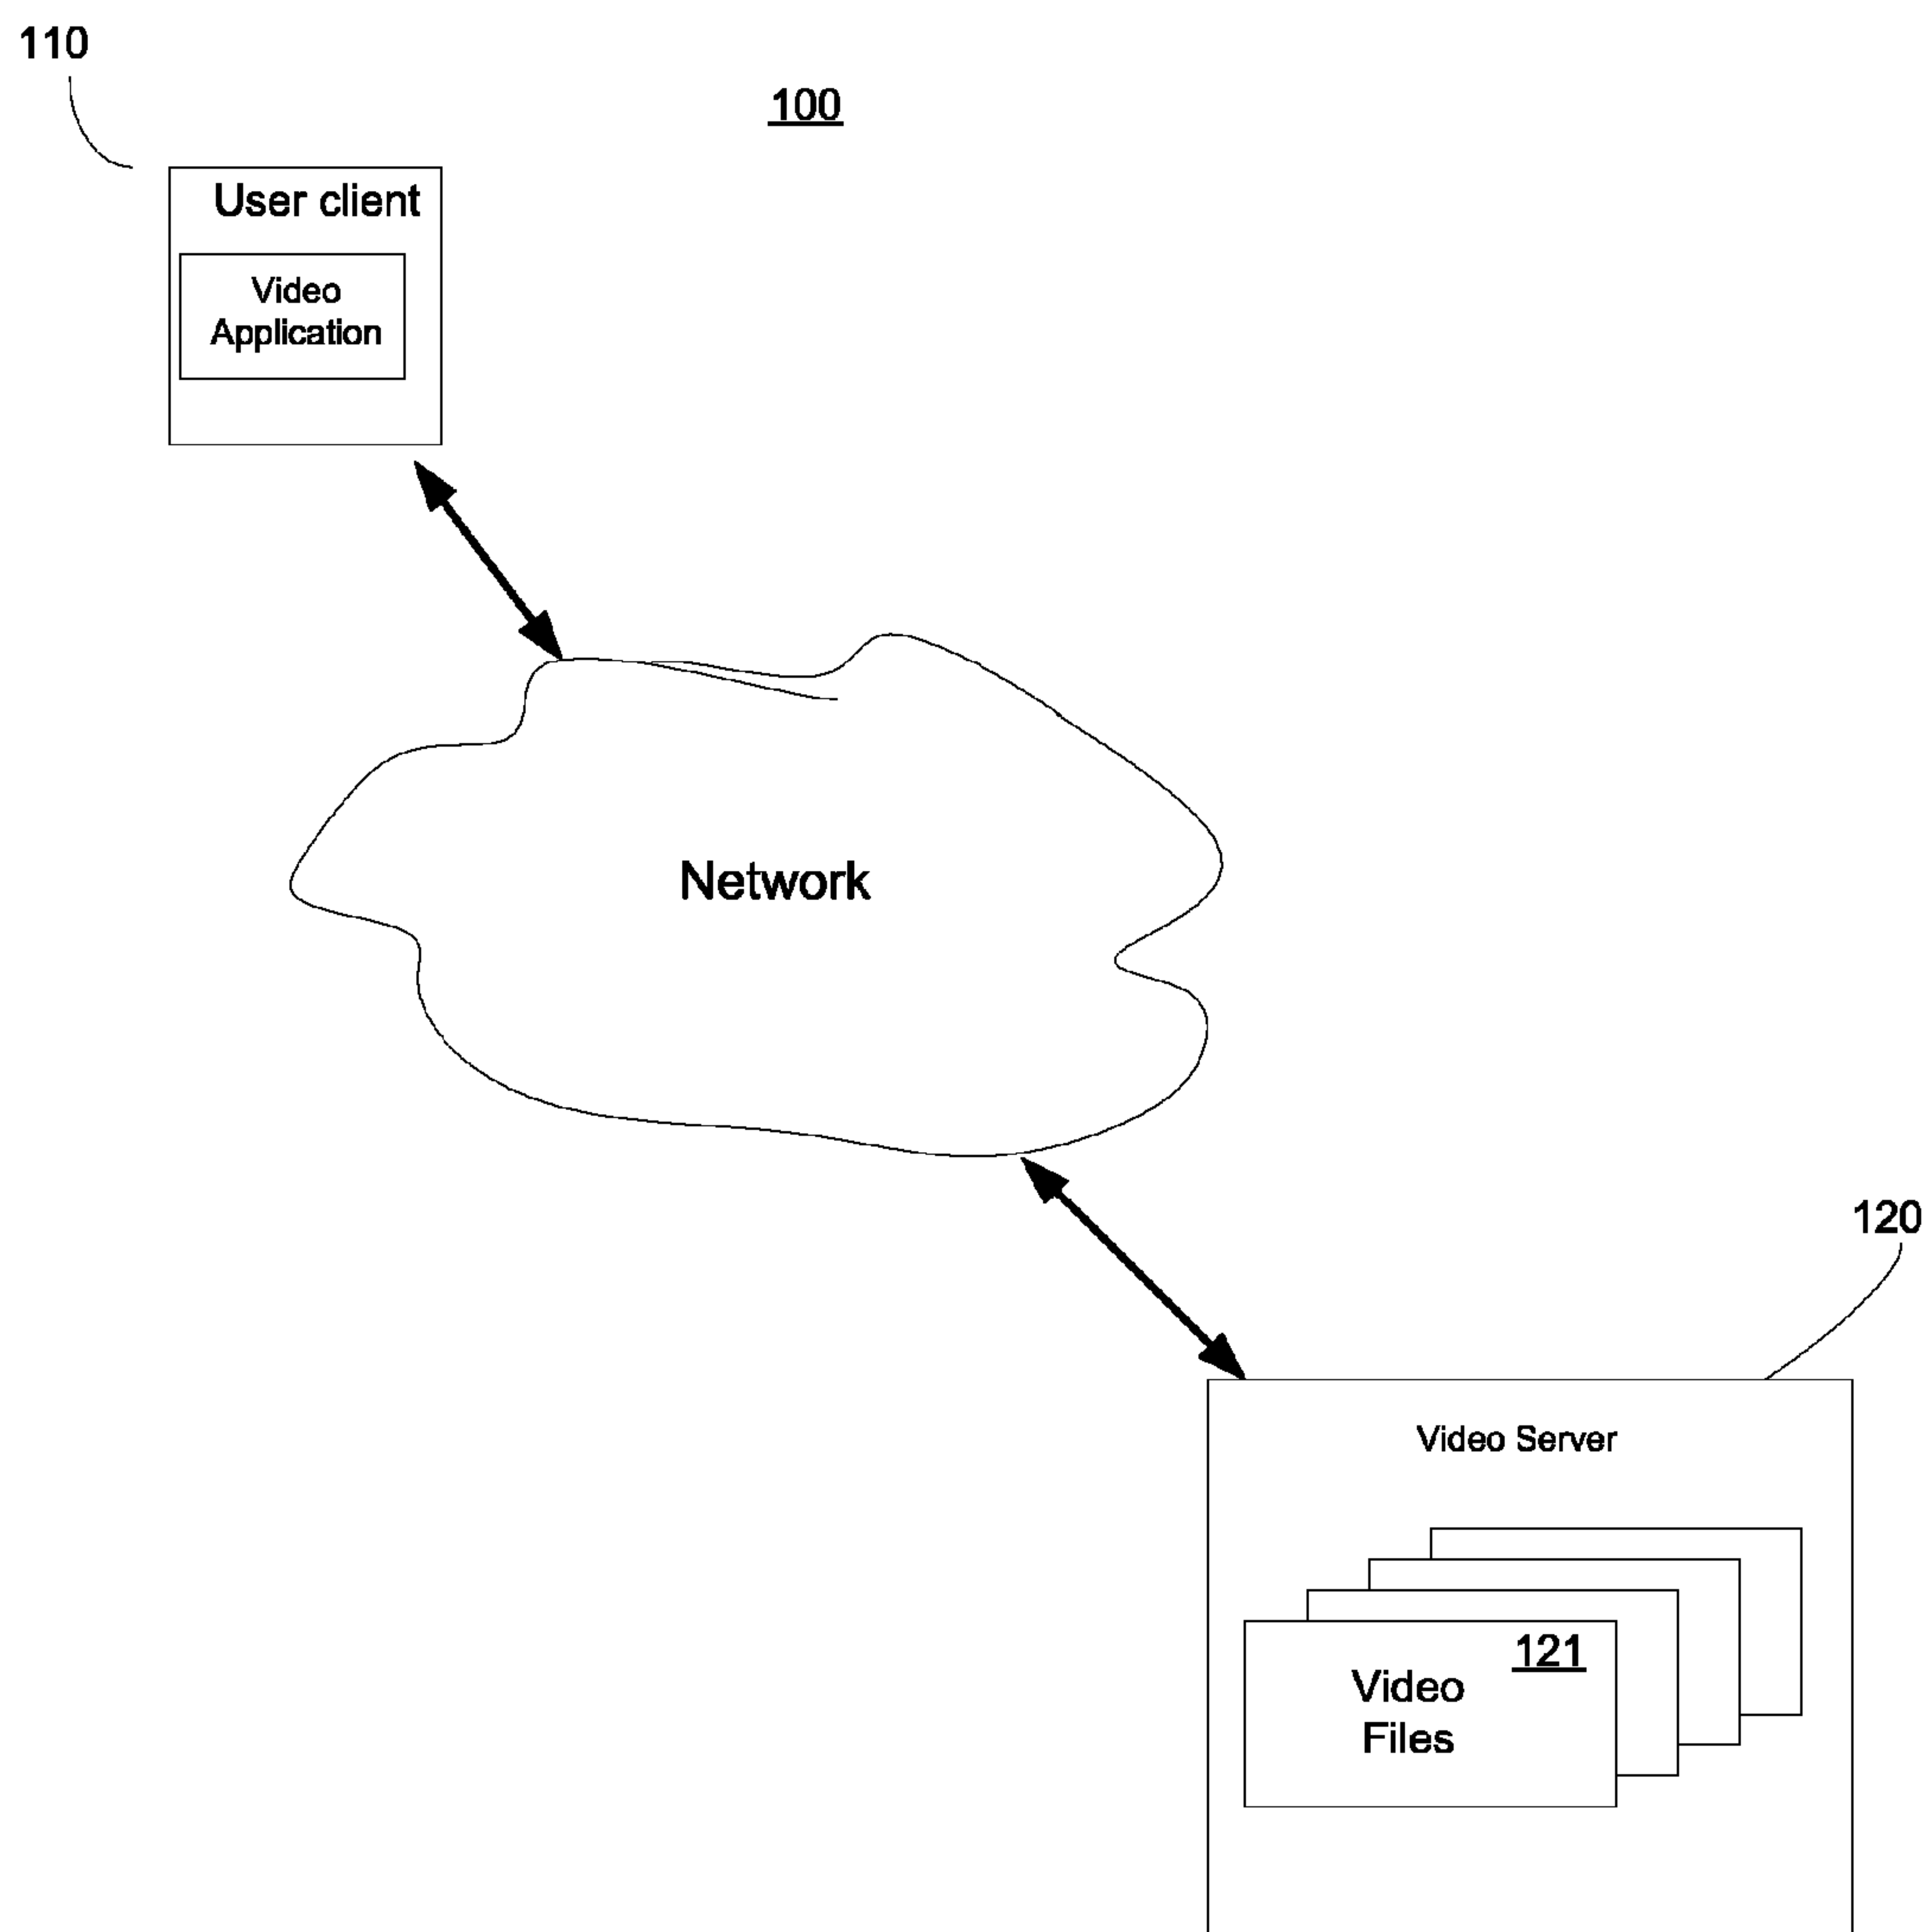 110
100
User client
Video
Application
Network
120
Video Server
121
Video
Files